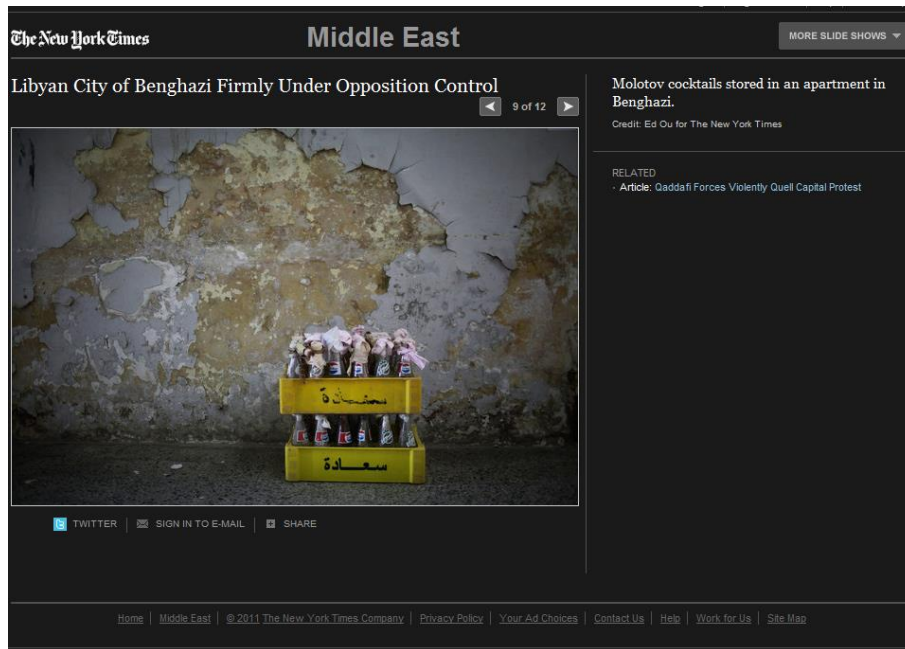 The New York Times
Middle East
MORE SLIDE SHOWS
Libyan City of Benghazi Firmly Under Opposition Control
9 of 12
سعادة
سعادة
Molotov cocktails stored in an apartment in
Benghazi.
Credit: Ed Ou for The New York Times
RELATED
· Article: Qaddafi Forces Violently Quell Capital Protest
TWITTER | SIGN IN TO E-MAIL | SHARE
Home | Middle East | © 2011 The New York Times Company | Privacy Policy | Your Ad Choices | Contact Us | Help | Work for Us | Site Map